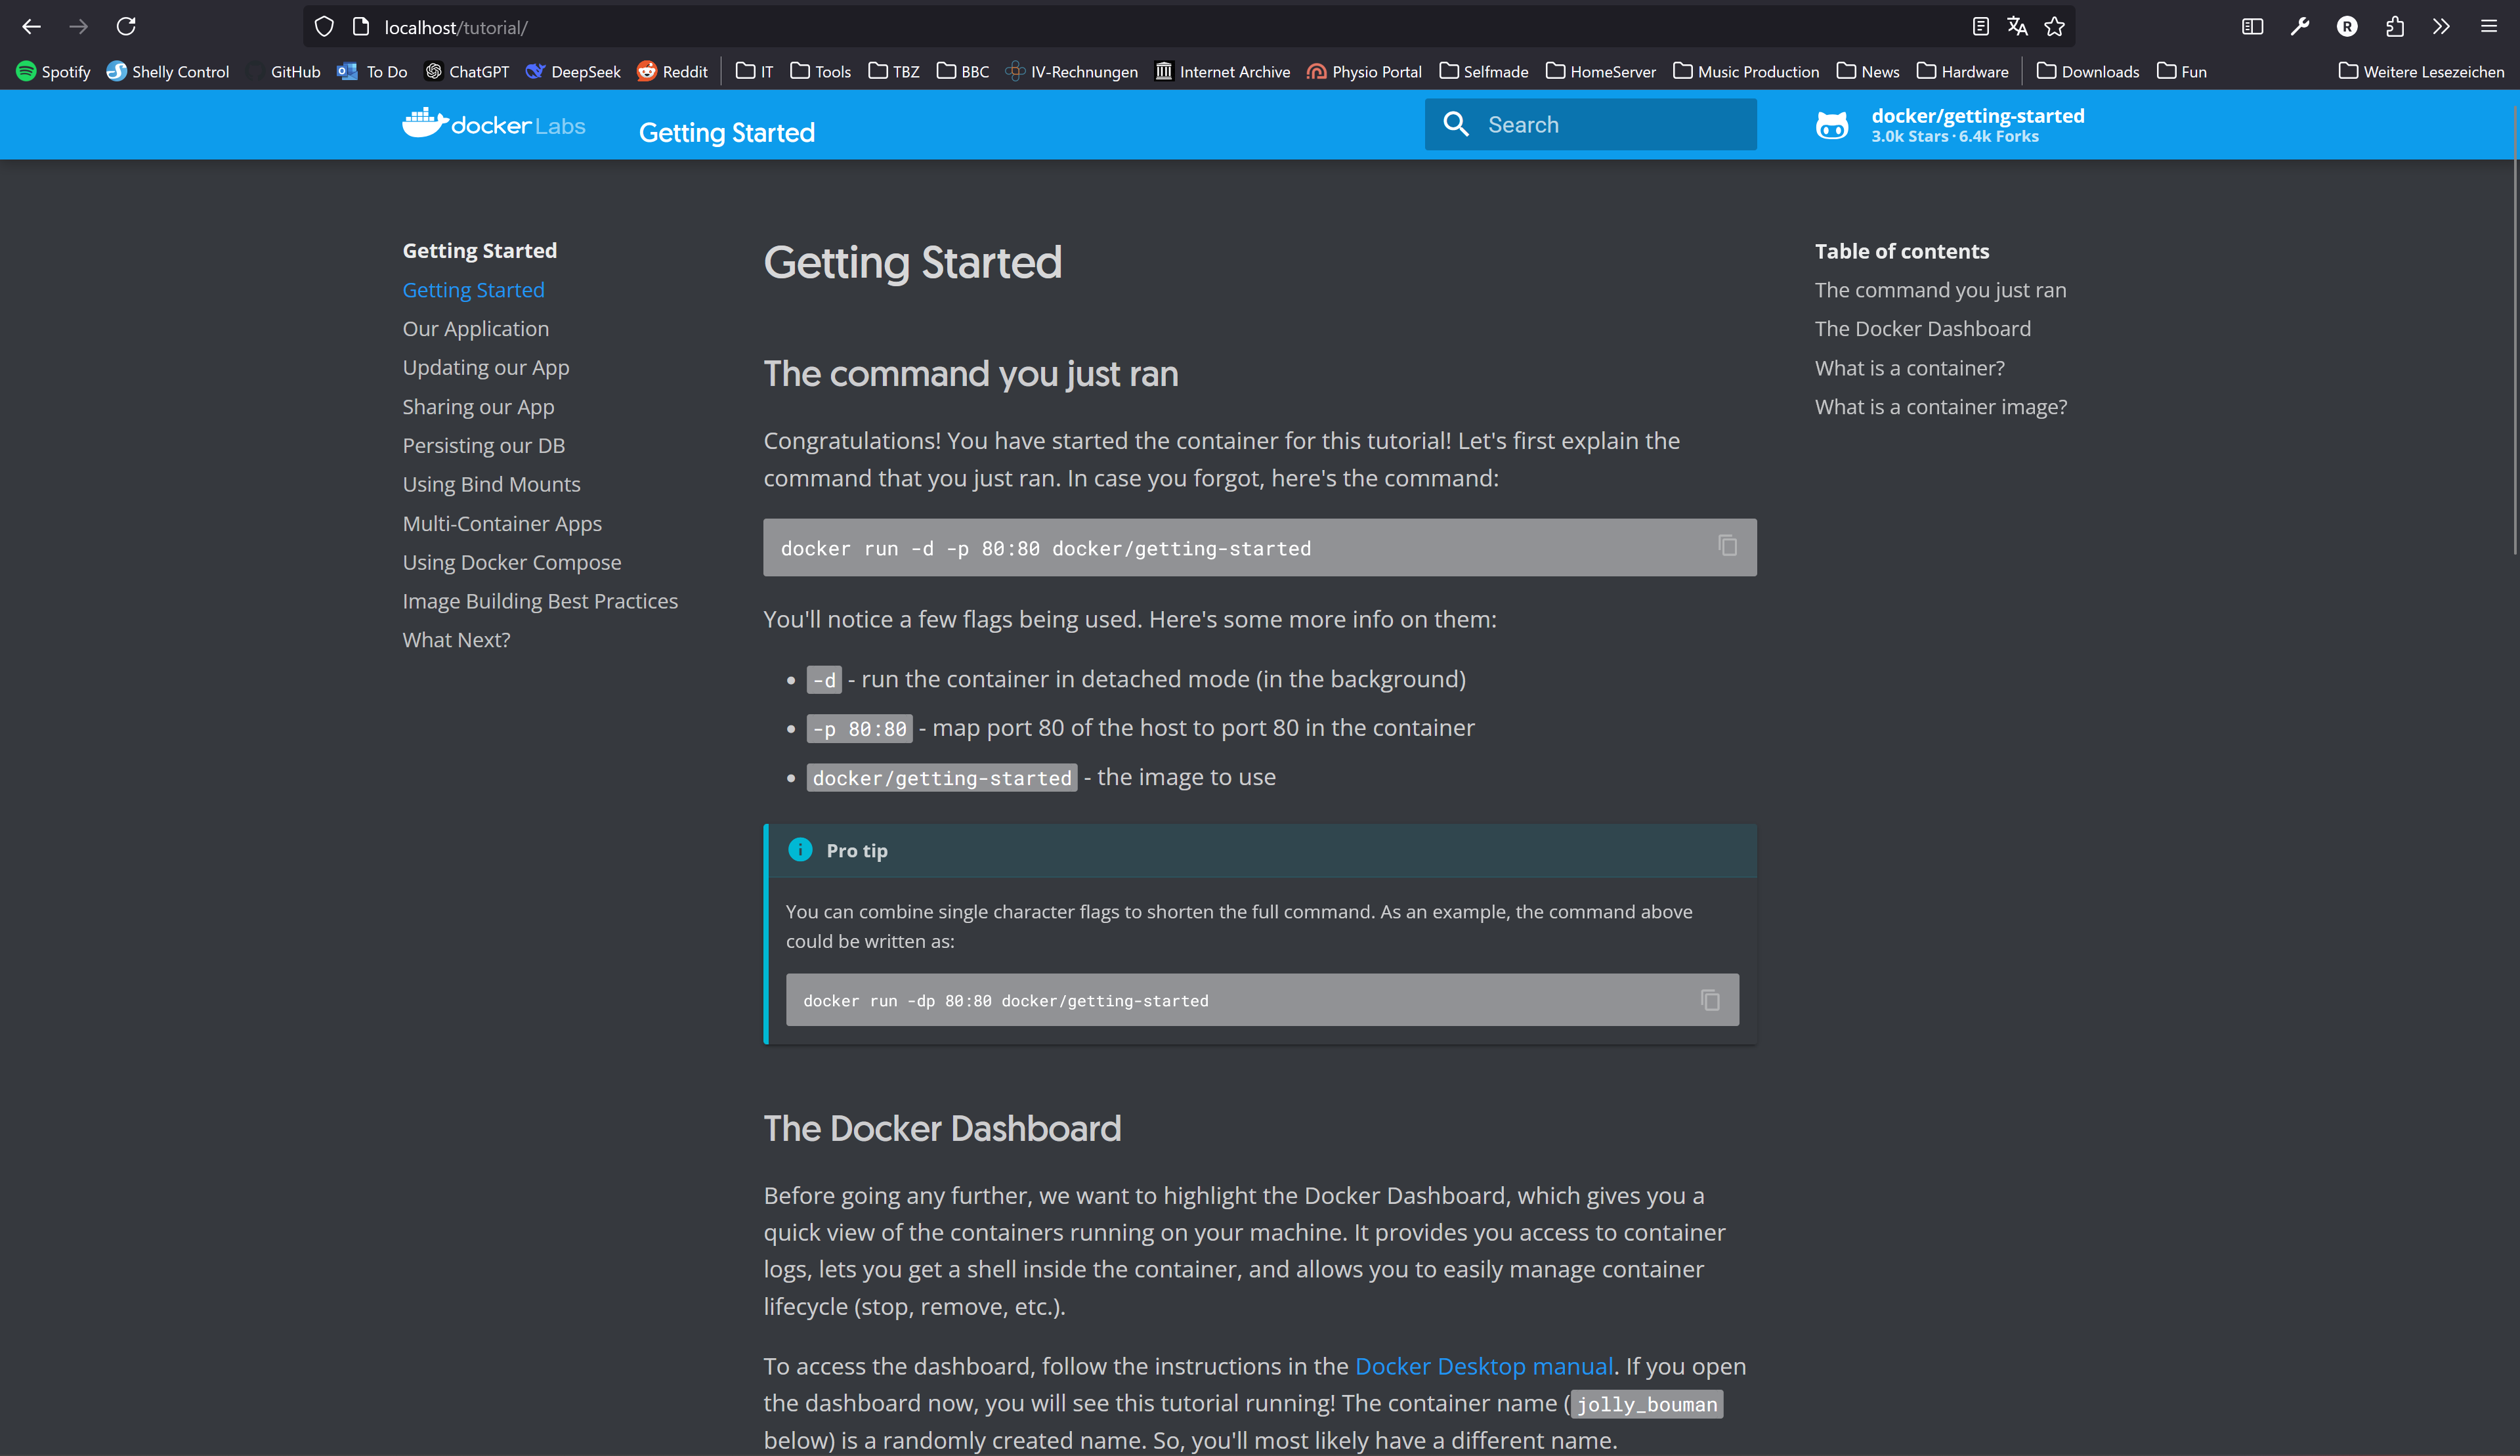 localhost/tutorial/
Spotify
Shelly Control
GitHub
To Do
ChatGPT
DeepSeek
Reddit
IT
Tools
TBZ
BBC
IV-Rechnungen
Internet Archive
Physio Portal
Selfmade
HomeServer
Music Production
News
Hardware
Downloads
Fun
Weitere Lesezeichen
docker Labs
Getting Started
Search
docker/getting-started
3.0k Stars · 6.4k Forks
Getting Started
Getting Started
Our Application
Updating our App
Sharing our App
Persisting our DB
Using Bind Mounts
Multi-Container Apps
Using Docker Compose
Image Building Best Practices
What Next?
Getting Started
The command you just ran
Congratulations! You have started the container for this tutorial! Let's first explain the
command that you just ran. In case you forgot, here's the command:
docker run -d -p 80:80 docker/getting-started
You'll notice a few flags being used. Here's some more info on them:
• -d - run the container in detached mode (in the background)
• -p 80:80 - map port 80 of the host to port 80 in the container
• docker/getting-started - the image to use
Pro tip
You can combine single character flags to shorten the full command. As an example, the command above
could be written as:
docker run -dp 80:80 docker/getting-started
The Docker Dashboard
Before going any further, we want to highlight the Docker Dashboard, which gives you a
quick view of the containers running on your machine. It provides you access to container
logs, lets you get a shell inside the container, and allows you to easily manage container
lifecycle (stop, remove, etc.).
To access the dashboard, follow the instructions in the Docker Desktop manual. If you open
the dashboard now, you will see this tutorial running! The container name (jolly_bouman
below) is a randomly created name. So, you'll most likely have a different name.
Table of contents
The command you just ran
The Docker Dashboard
What is a container?
What is a container image?